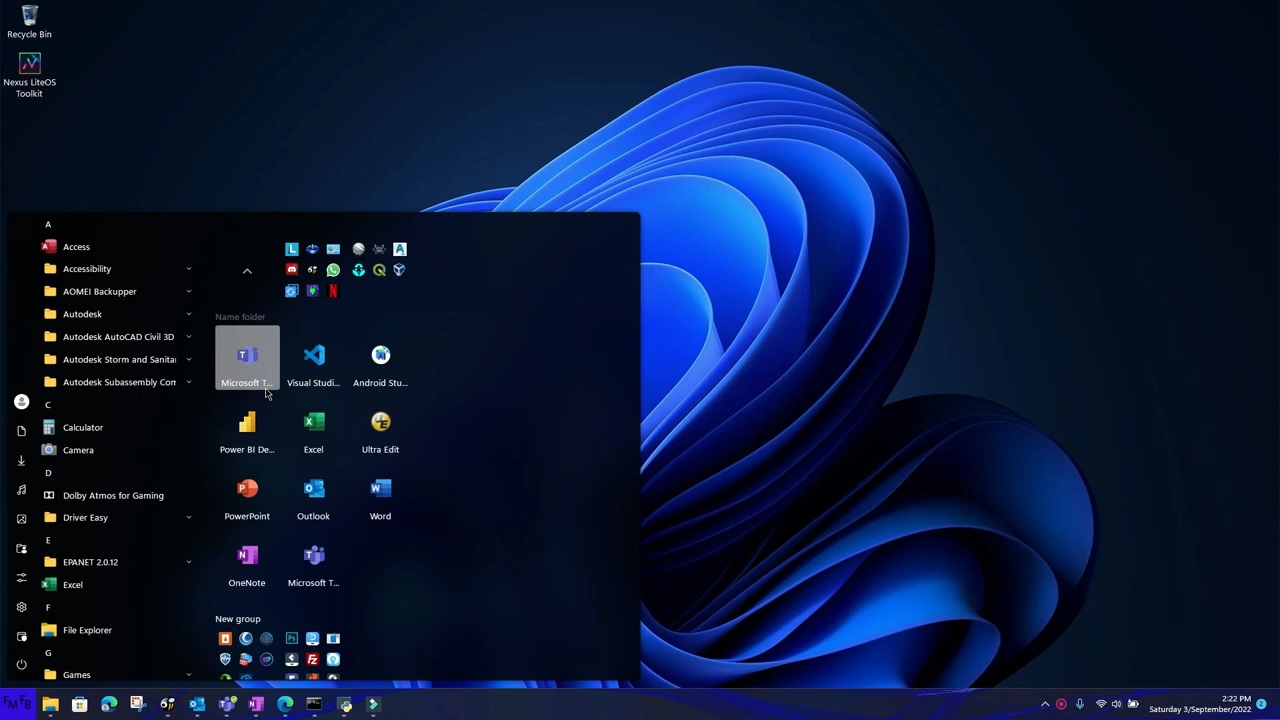 Recycle Bin
Nexus LiteOS
Toolkit
A
Access
Accessibility
AOMEI Backupper
Autodesk
Autodesk AutoCAD Civil 3D
Autodesk Storm and Sanitar
Autodesk Subassembly Com
C
Calculator
Camera
D
Dolby Atmos for Gaming
Driver Easy
E
EPANET 2.0.12
Excel
F
File Explorer
G
Games
Name folder
Microsoft T...
Visual Studi...
Android Stu...
Power BI De...
Excel
Ultra Edit
PowerPoint
Outlook
Word
OneNote
Microsoft T...
New group
2:22 PM
Saturday 3/September/2022
2